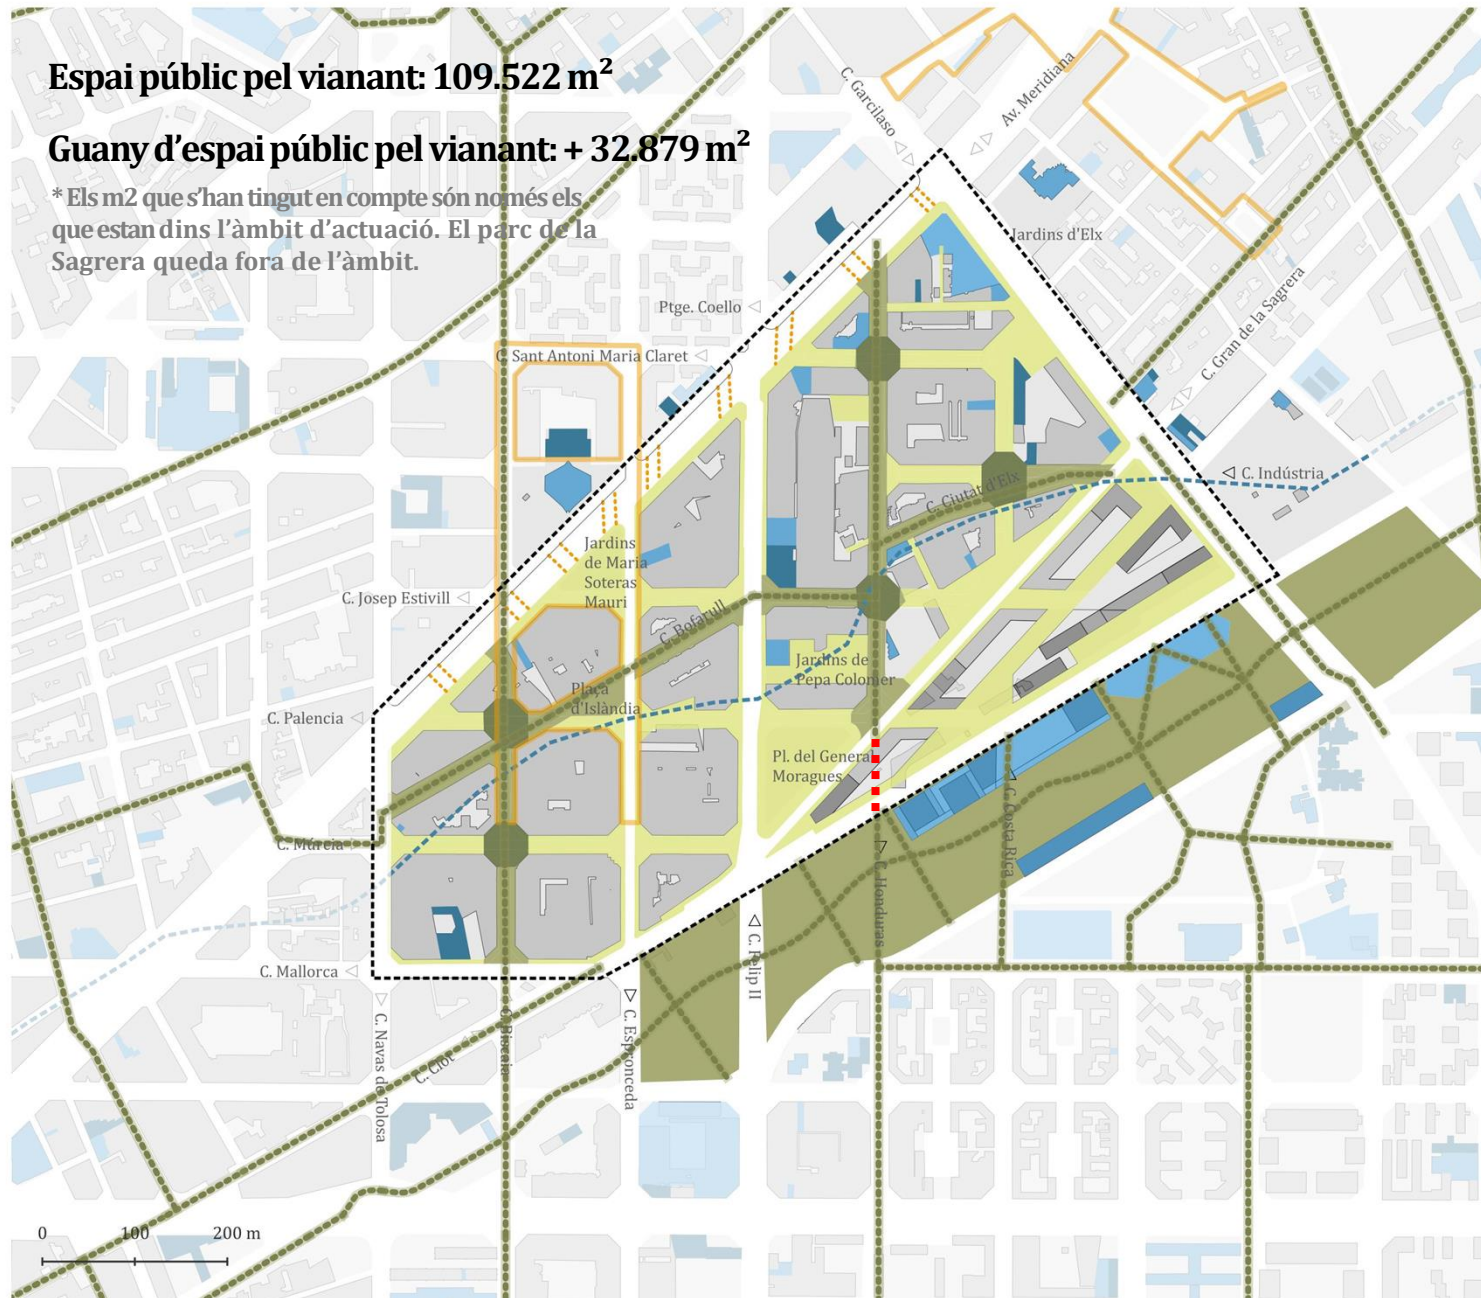 Espai públic pel vianant: 109.522 m²
Guany d'espai públic pel vianant: + 32.879 m²
* Els m2 que s'han tingut en compte són només els
que estan dins l'àmbit d'actuació. El parc de la
Sagrera queda fora de l'àmbit.
C. Garcilaso
Av. Meridiana
Jardins d'Elx
C. Gran de la Sagrera
Ptge. Coello
C. Sant Antoni Maria Claret
C. Indústria
C. Ciutat d'Elx
Jardins
de Maria
Soteras
Mauri
C. Josep Estivill
C. Bofarull
Jardins de
Pepa Colomer
Plaça
d'Islàndia
C. Palencia
Pl. del General
Moragues
C. Múrcia
C. Costa Rica
C. Honduras
C. Felip II
C. Mallorca
C. Navas de Tolosa
C. Biscaia
C. Clot
C. Espronceda
0 100 200 m